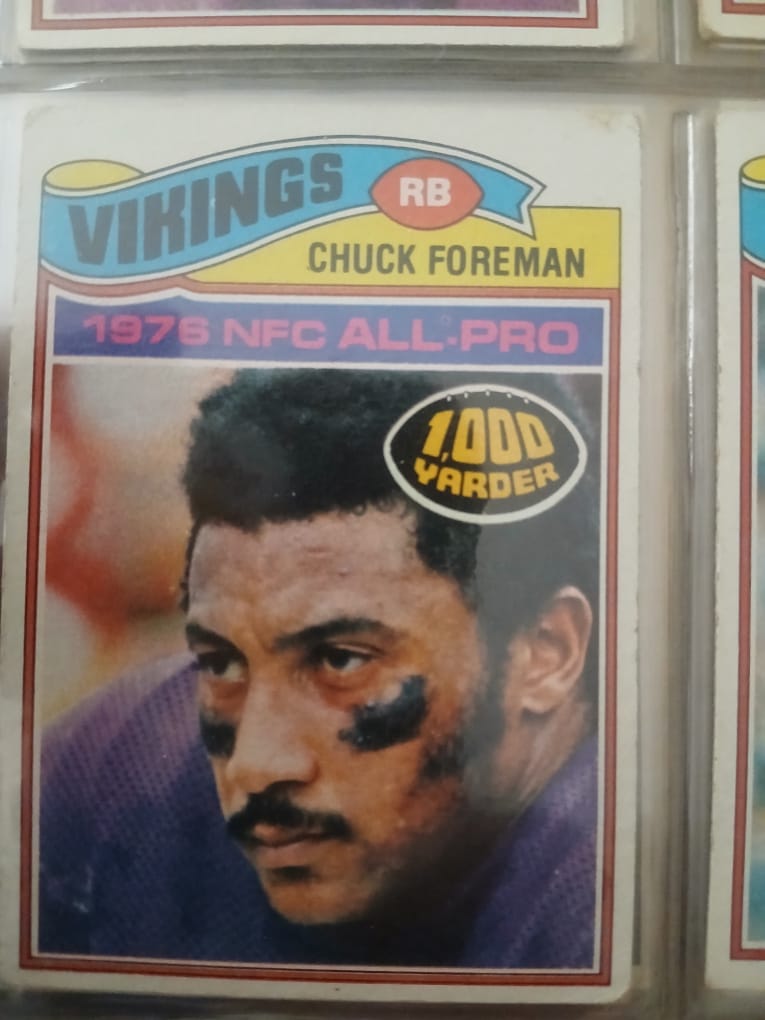 VIKINGS
RB
CHUCK FOREMAN
1976 NFC ALL-PRO
1,000
YARDER